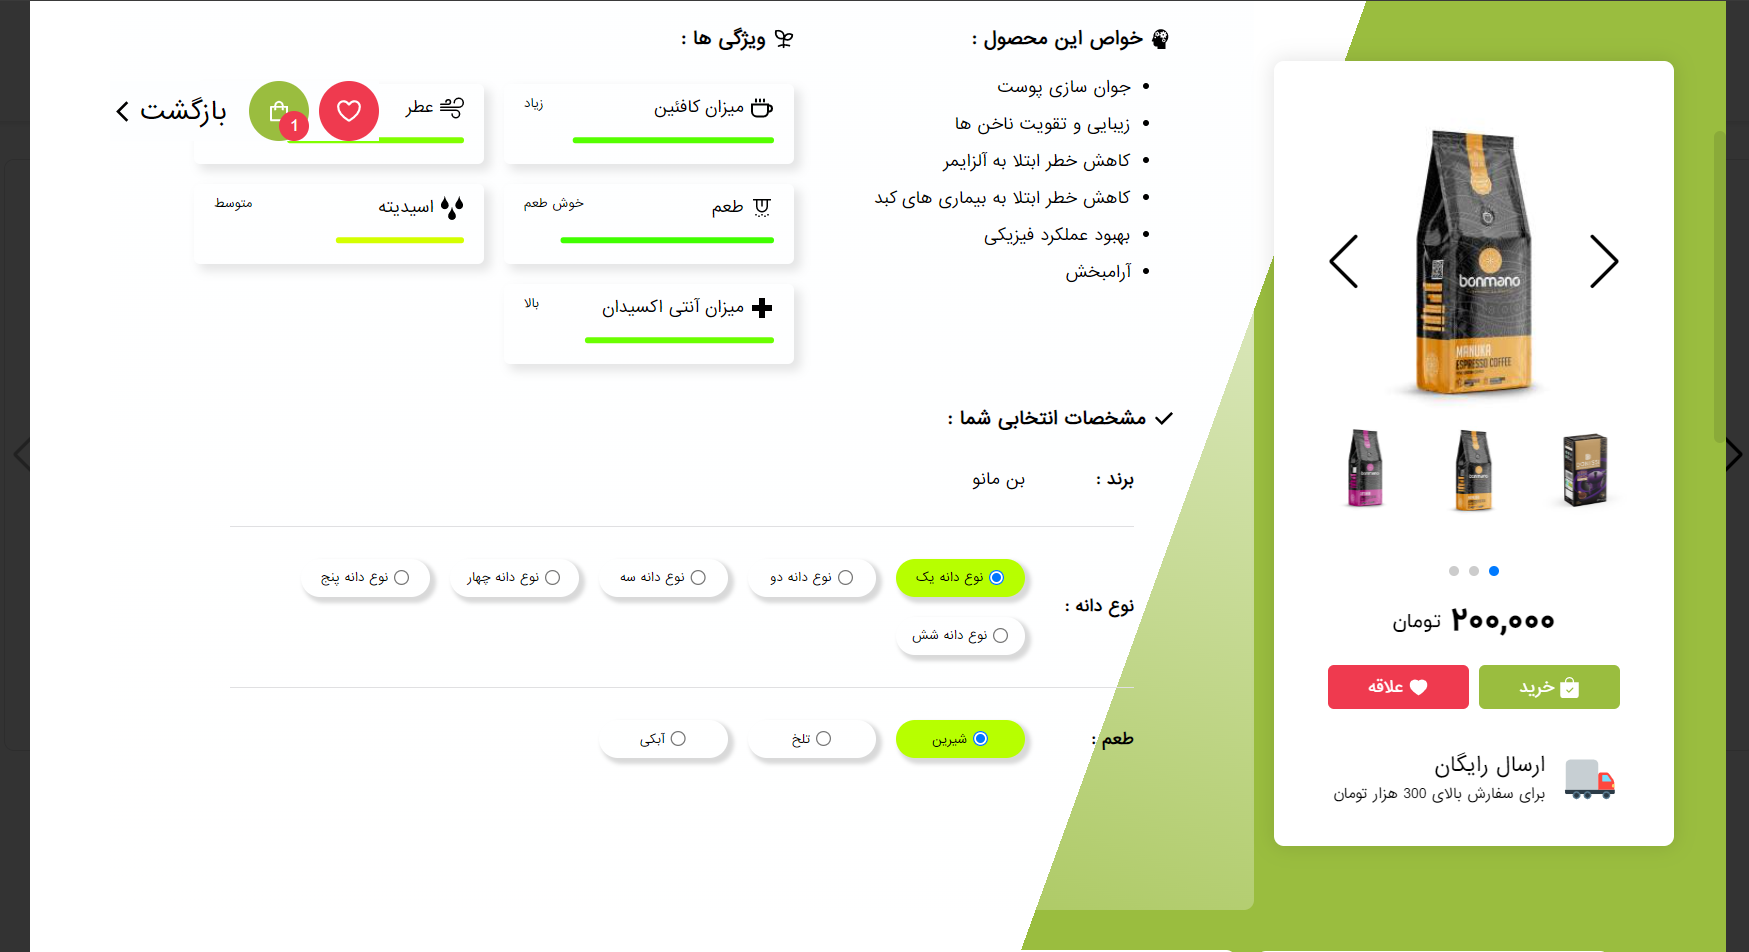 خواص این محصول :
جوان سازی پوست
زیبایی و تقویت ناخن ها
کاهش خطر ابتلا به آلزایمر
کاهش خطر ابتلا به بیماری های کبد
بهبود عملکرد فیزیکی
آرامبخش
ویژگی ها :
میزان کافئین
زیاد
عطر
طعم
خوش طعم
اسیدیته
متوسط
میزان آنتی اکسیدان
بالا
1
بازگشت
مشخصات انتخابی شما :
برند :
بن مانو
نوع دانه :
نوع دانه یک
نوع دانه دو
نوع دانه سه
نوع دانه چهار
نوع دانه پنج
نوع دانه شش
طعم :
شیرین
تلخ
آبکی
bonmano
MANUKA
ESPRESSO COFFEE
۲۰۰,۰۰۰ تومان
خرید
علاقه
ارسال رایگان
برای سفارش بالای 300 هزار تومان